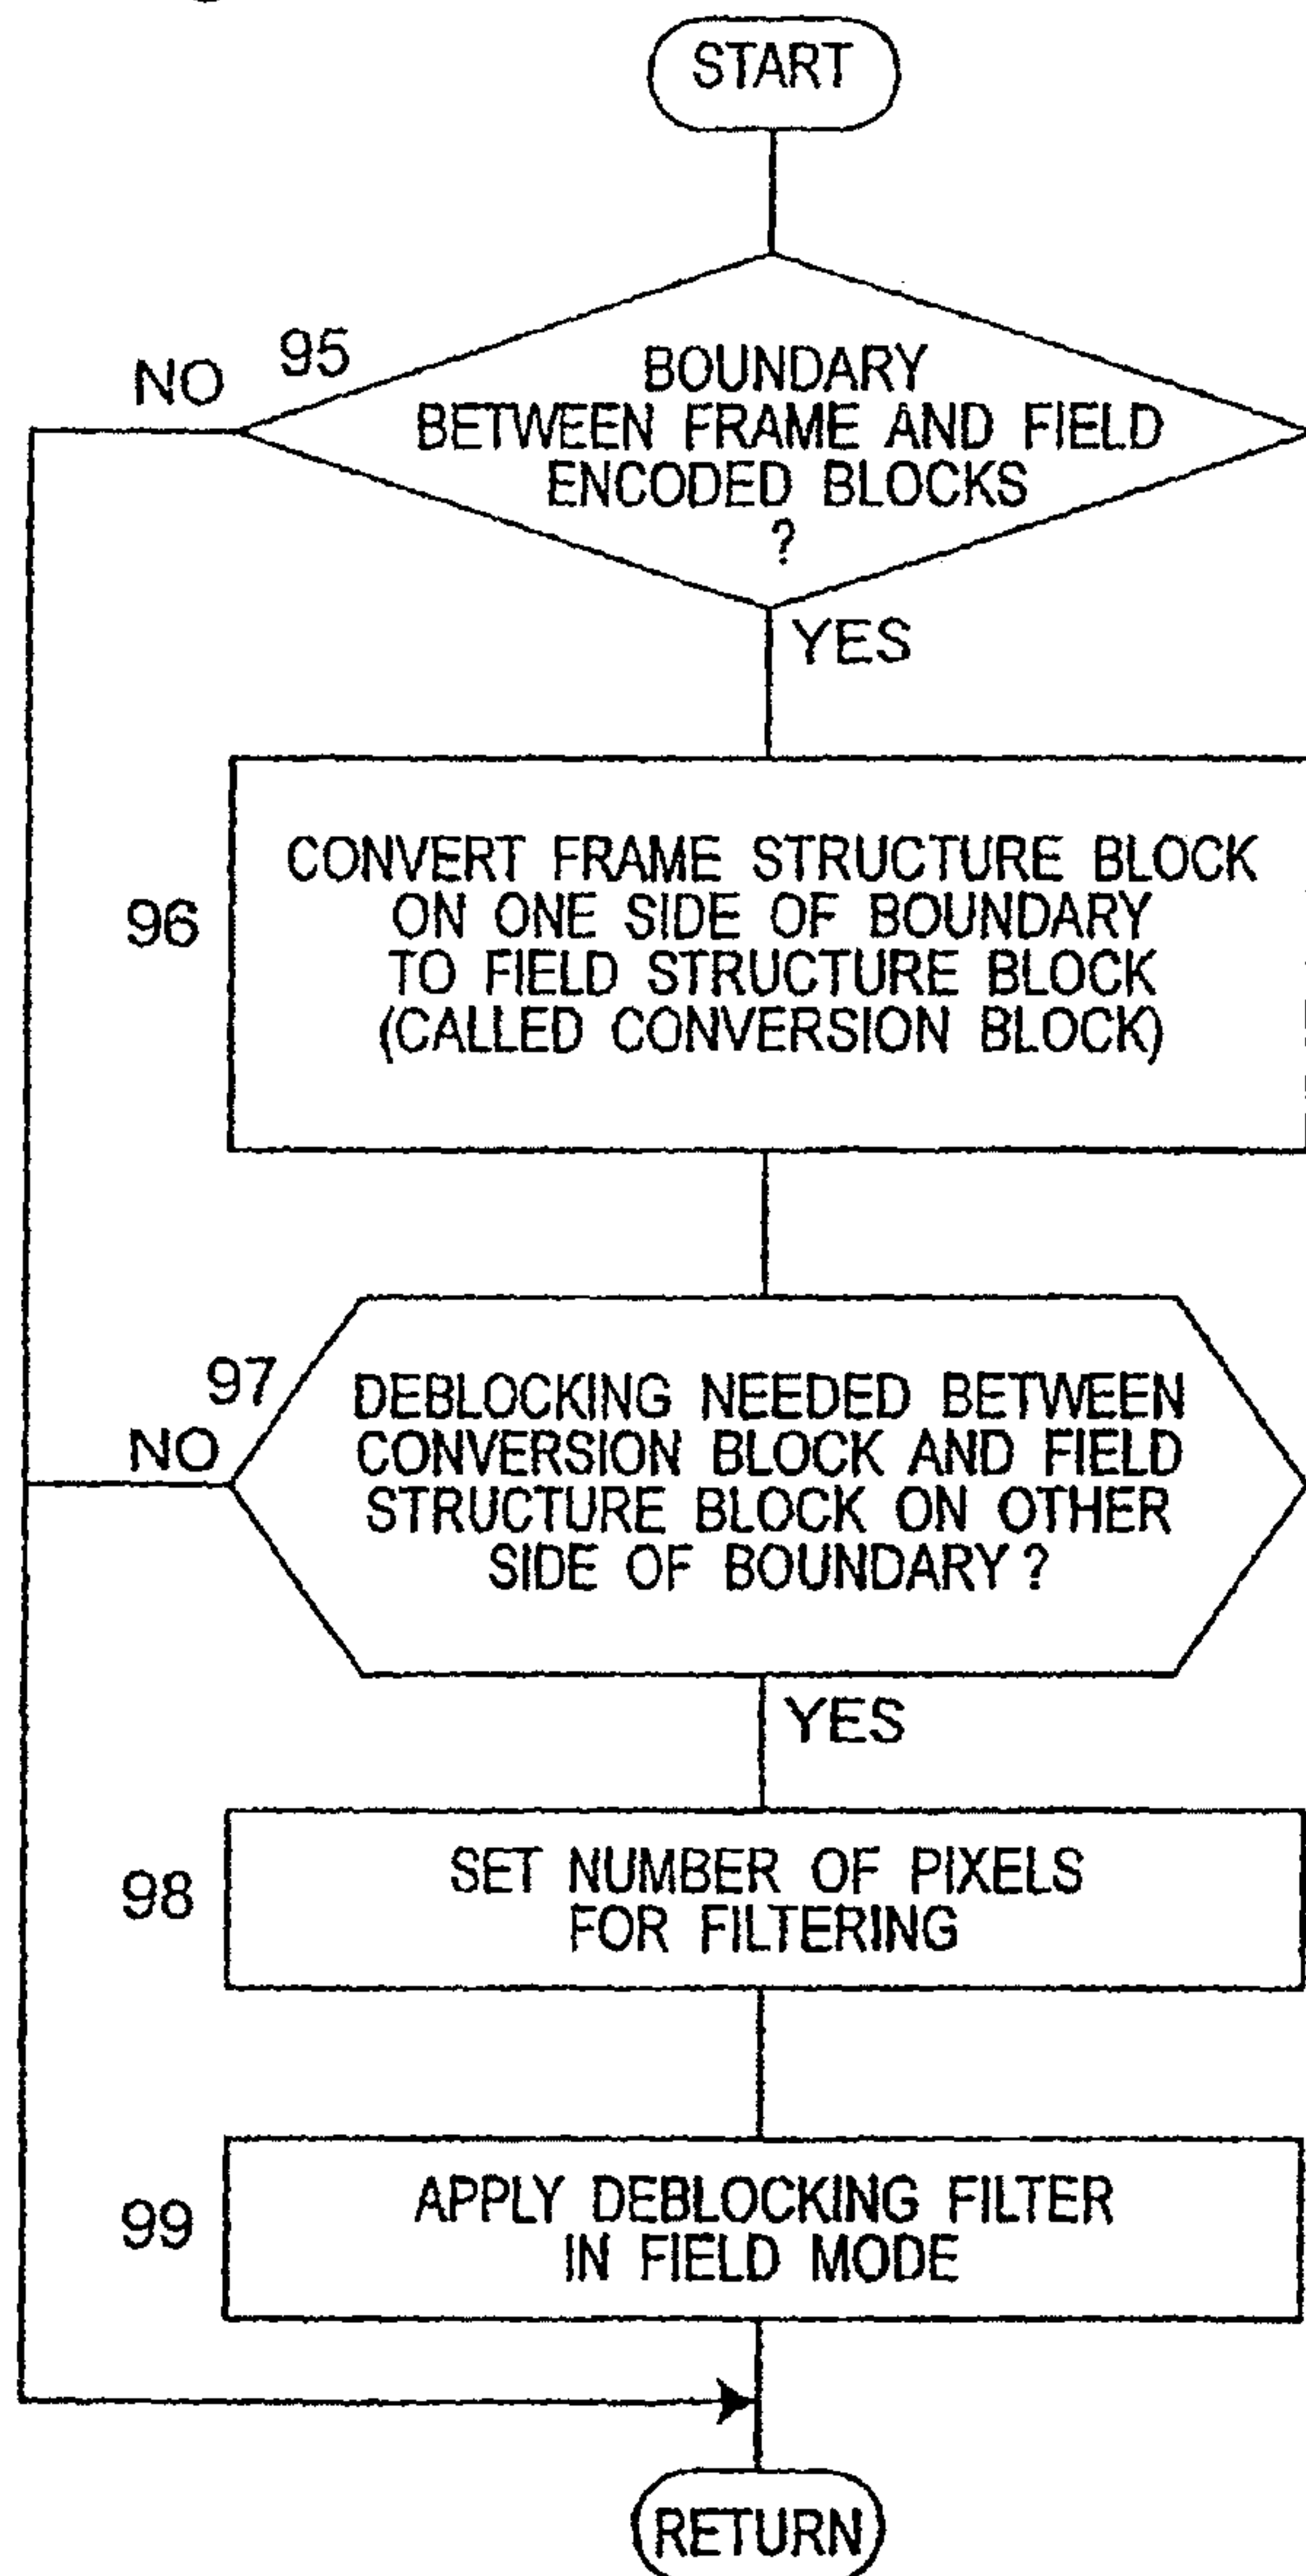 START
NO
95
BOUNDARY
BETWEEN FRAME AND FIELD
ENCODED BLOCKS
?
YES
96
CONVERT FRAME STRUCTURE BLOCK
ON ONE SIDE OF BOUNDARY
TO FIELD STRUCTURE BLOCK
(CALLED CONVERSION BLOCK)
97
NO
DEBLOCKING NEEDED BETWEEN
CONVERSION BLOCK AND FIELD
STRUCTURE BLOCK ON OTHER
SIDE OF BOUNDARY ?
YES
98
SET NUMBER OF PIXELS
FOR FILTERING
99
APPLY DEBLOCKING FILTER
IN FIELD MODE
RETURN